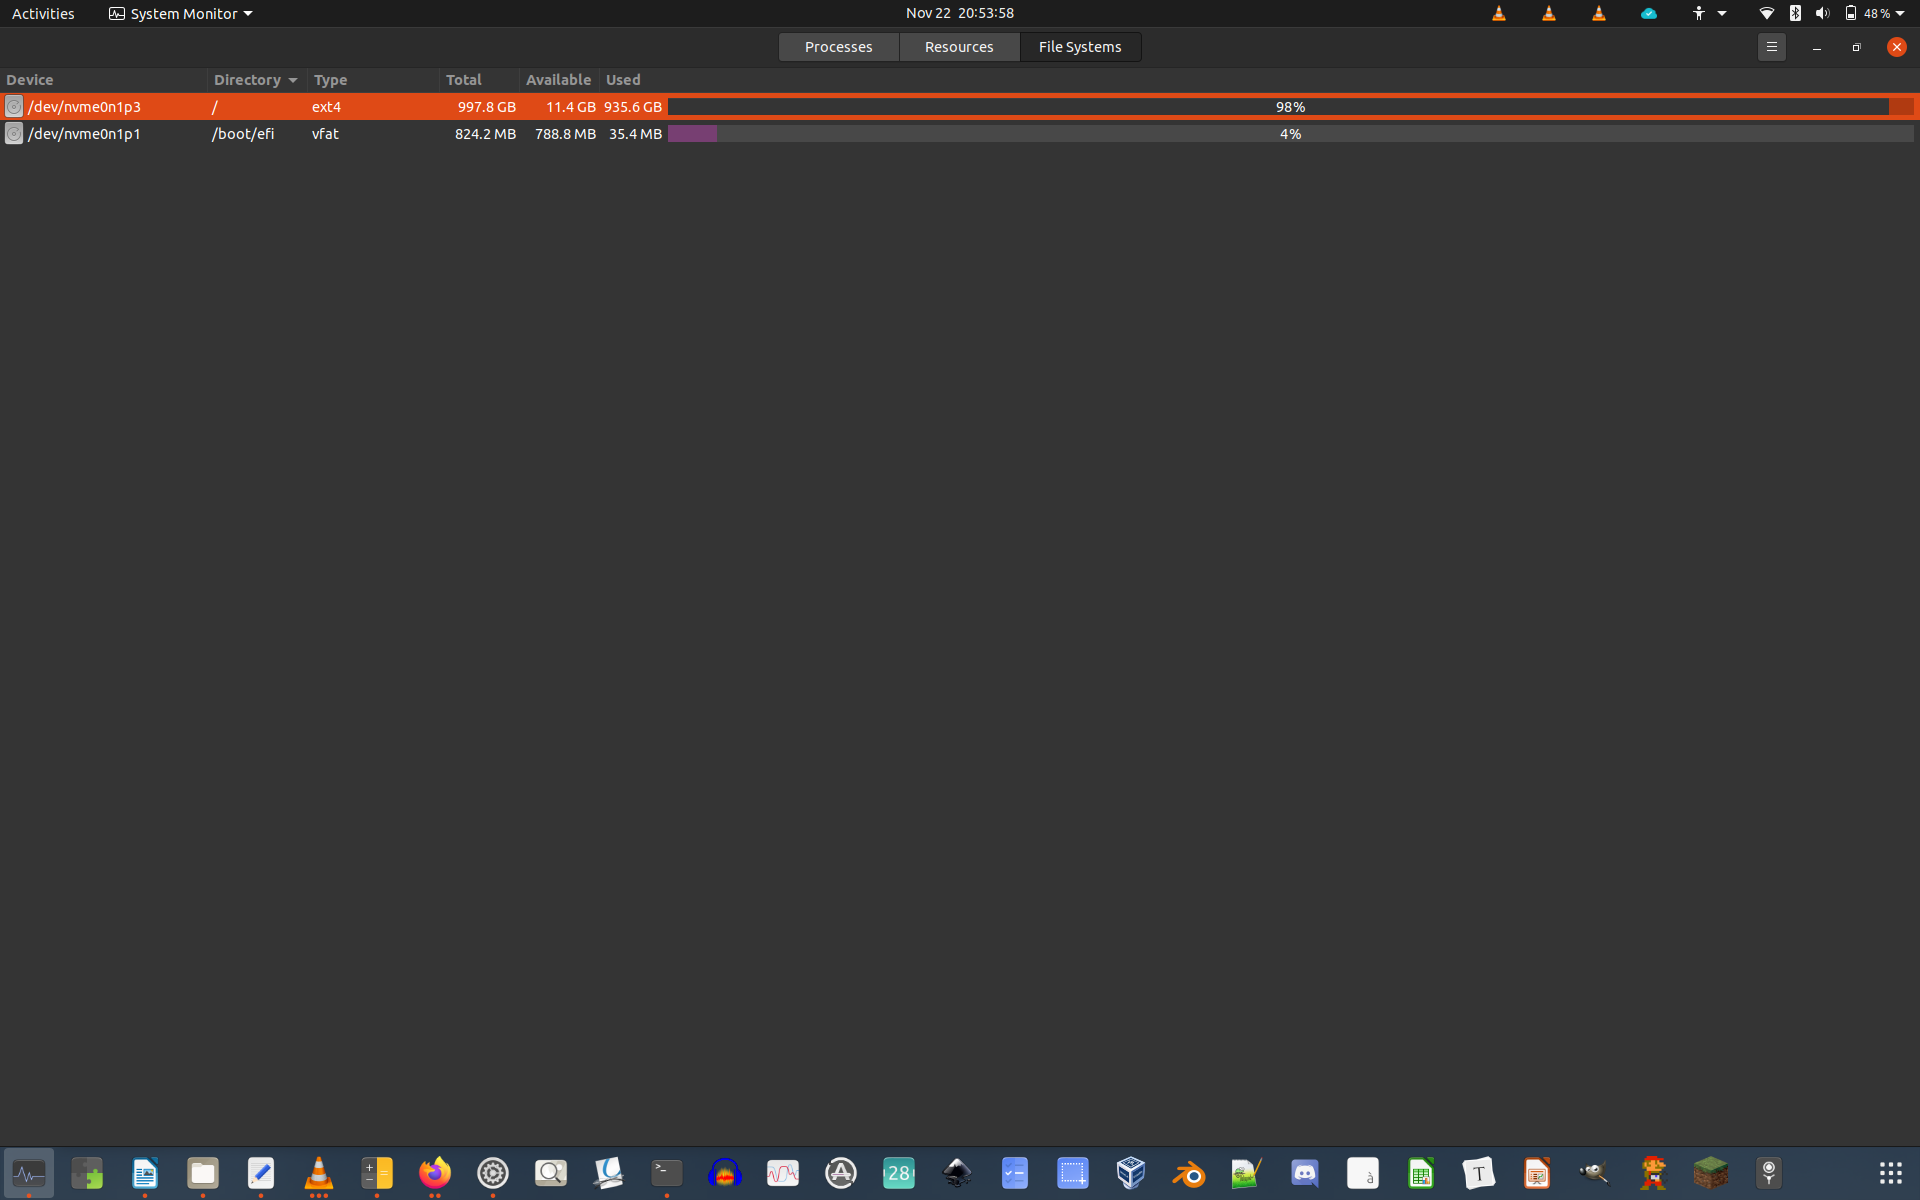 Activities System Monitor Nov 22 20:53:58 48 %
Processes Resources File Systems
Device Directory Type Total Available Used
/dev/nvme0n1p3 / ext4 997.8 GB 11.4 GB 935.6 GB 98%
/dev/nvme0n1p1 /boot/efi vfat 824.2 MB 788.8 MB 35.4 MB 4%
28
à
T